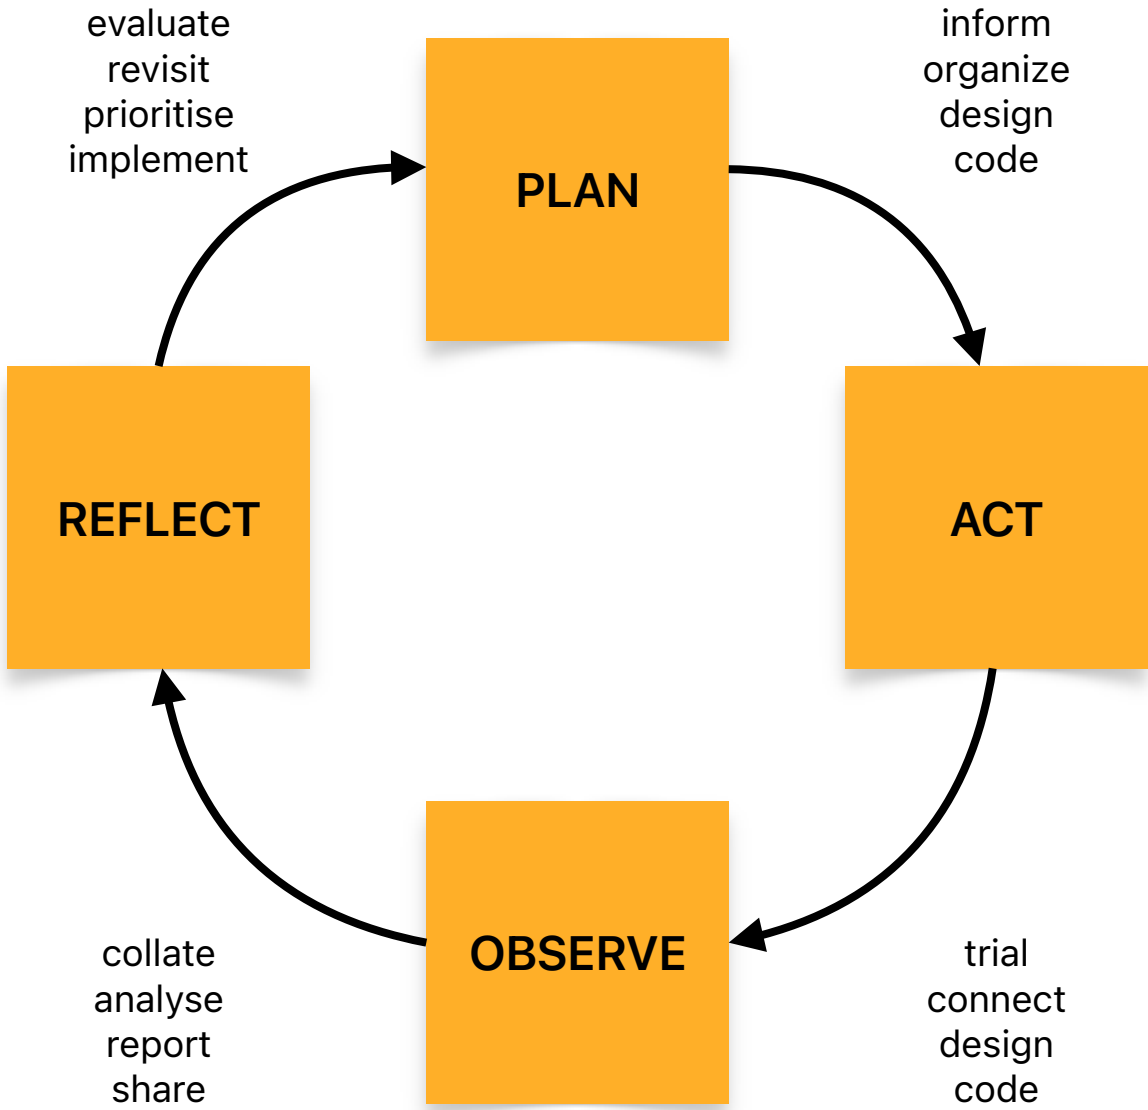 evaluate
revisit
prioritise
implement
PLAN
inform
organize
design
code
REFLECT
ACT
collate
analyse
report
share
OBSERVE
trial
connect
design
code